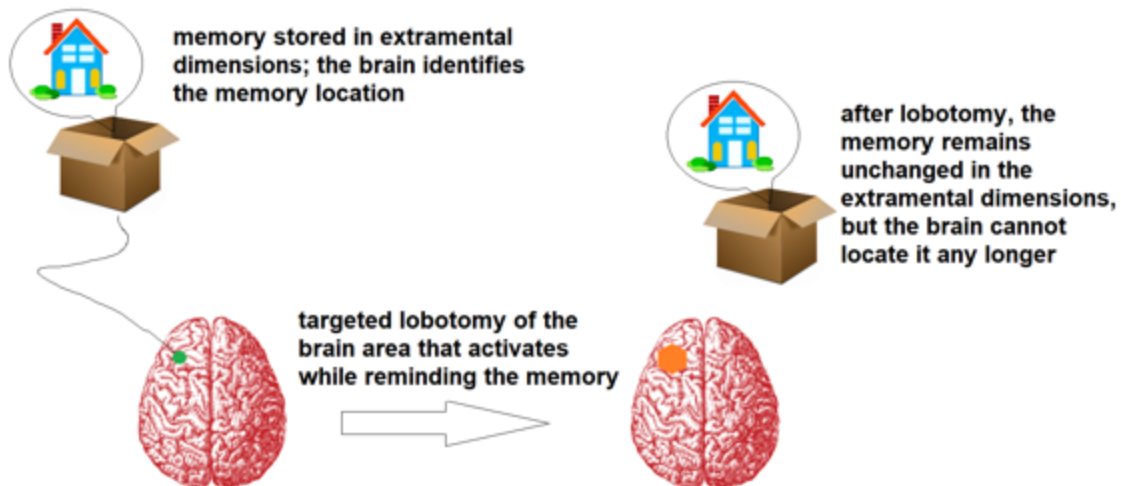 memory stored in extramental
dimensions; the brain identifies
the memory location
after lobotomy, the
memory remains
unchanged in the
extramental dimensions,
but the brain cannot
locate it any longer
targeted lobotomy of the
brain area that activates
while reminding the memory